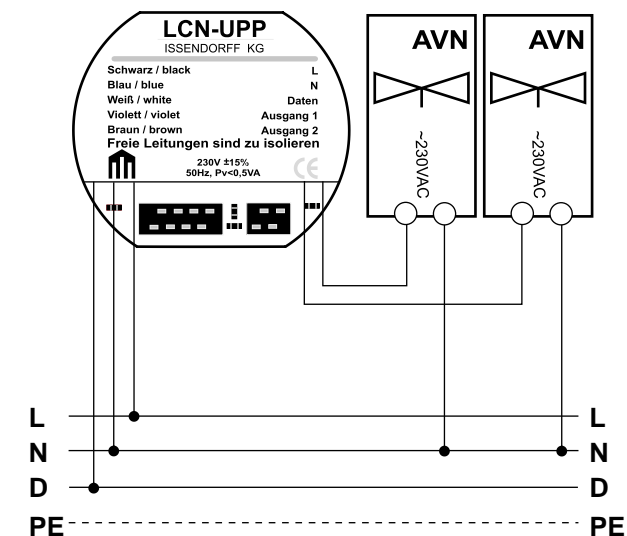 LCN-UPP
ISSENDORFF KG
Schwarz / black L
Blau / blue N
Weiß / white Daten
Violett / violet Ausgang 1
Braun / brown Ausgang 2
Freie Leitungen sind zu isolieren
230V ±15%
50Hz, Pv<0,5VA
CE
AVN
~230VAC
AVN
~230VAC
L L
N N
D D
PE PE